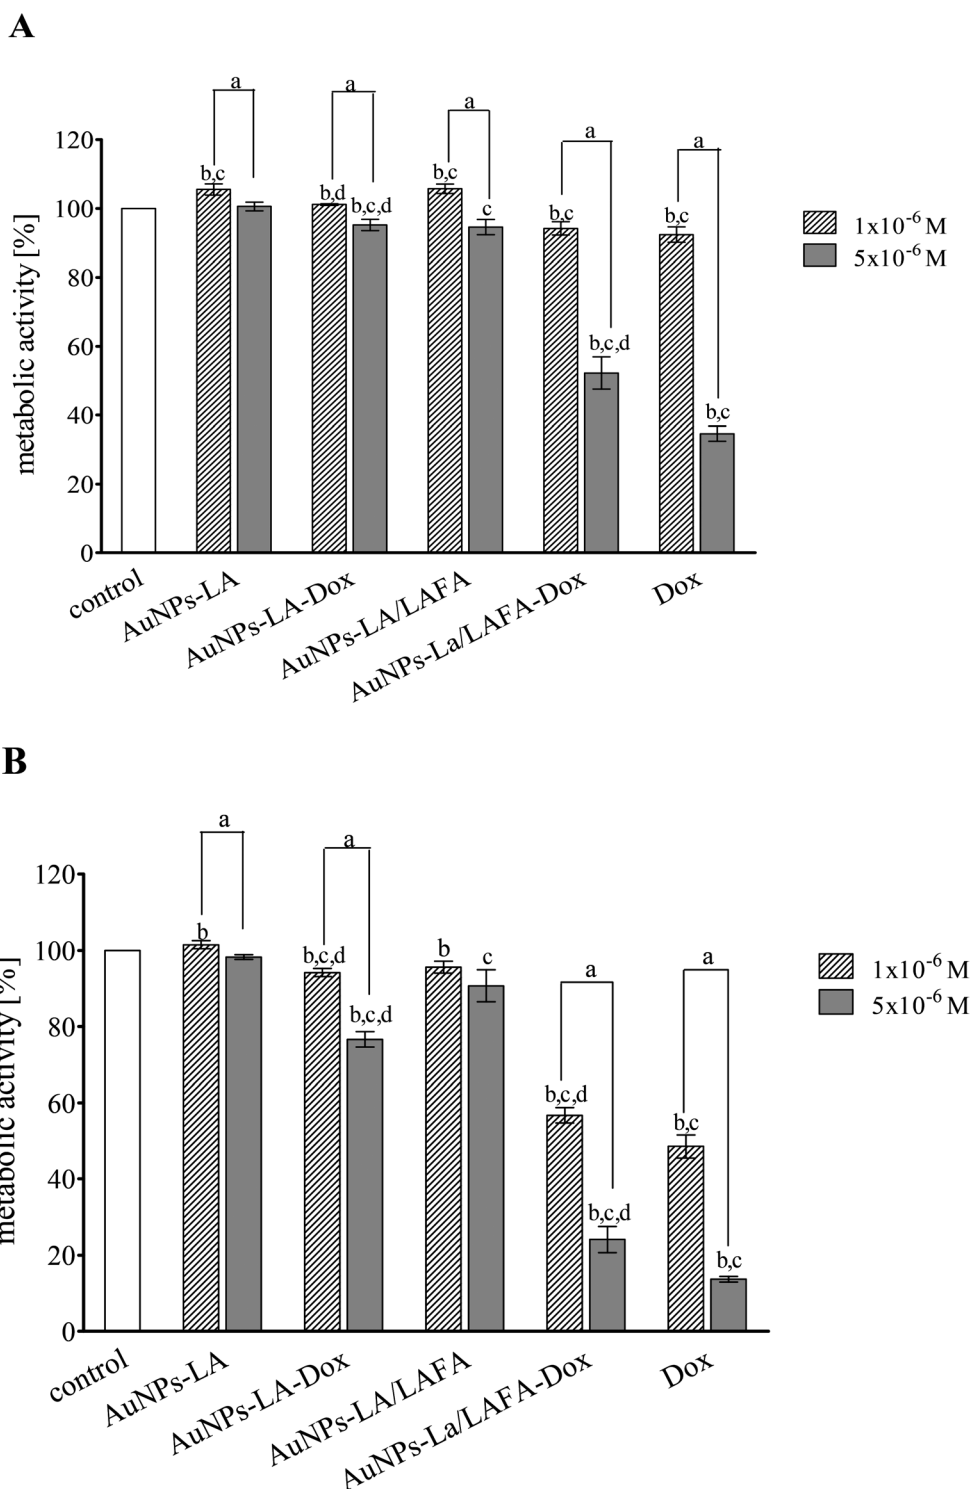 A
a
a
a
a
a
120
100
80
60
40
20
0
metabolic activity [%]
b,c
b,d
b,c,d
b,c
c
b,c
b,c,d
b,c
b,c
1x10⁻⁶ M
5x10⁻⁶ M
control
AuNPs-LA
AuNPs-LA-Dox
AuNPs-LA/LAFA
AuNPs-La/LAFA-Dox
Dox
B
a
a
a
a
120
100
80
60
40
20
0
metabolic activity [%]
b
b,c,d
b,c,d
b
c
b,c,d
b,c,d
b,c
b,c
1x10⁻⁶ M
5x10⁻⁶ M
control
AuNPs-LA
AuNPs-LA-Dox
AuNPs-LA/LAFA
AuNPs-La/LAFA-Dox
Dox